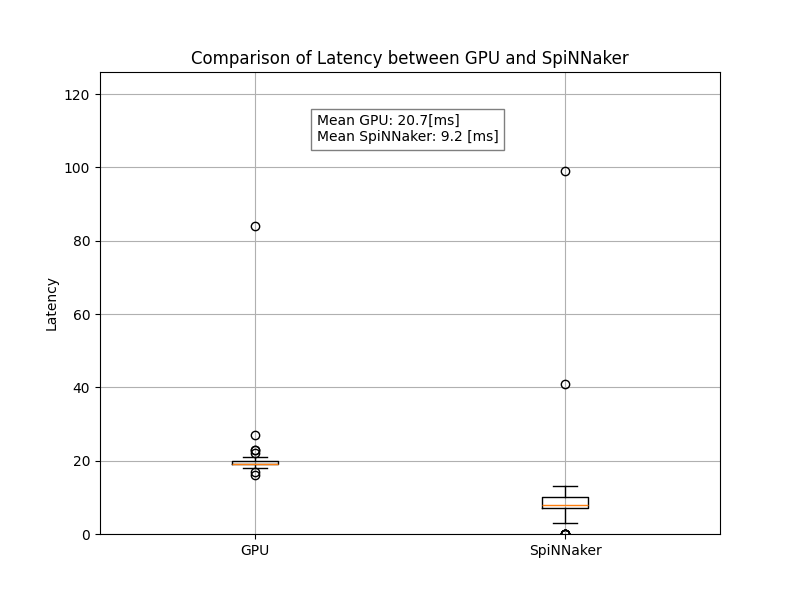 Comparison of Latency between GPU and SpiNNaker
120
Mean GPU: 20.7[ms]
Mean SpiNNaker: 9.2 [ms]
100
80
Latency
60
40
20
0
GPU
SpiNNaker